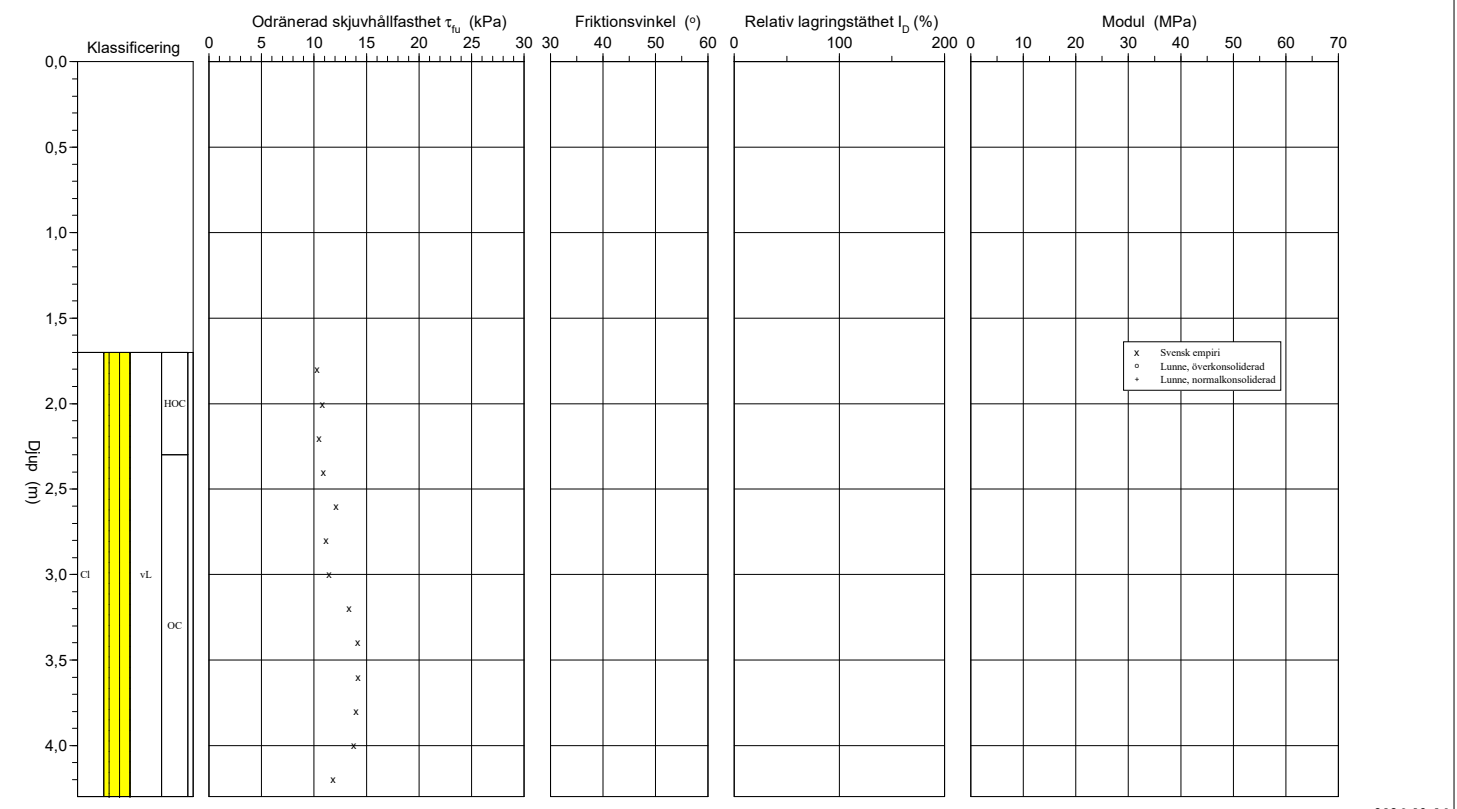 Odränerad skjuvhållfasthet τfu (kPa)
Friktionsvinkel (o)
Relativ lagringstäthet ID (%)
Modul (MPa)
Klassificering
0 5 10 15 20 25 30
30 40 50 60
0 100 200
0 10 20 30 40 50 60 70
0,0
0,5
1,0
1,5
x Svensk empiri
o Lunne, överkonsoliderad
+ Lunne, normalkonsoliderad
2,0
HOC
Djup (m)
2,5
3,0
Cl
vL
OC
3,5
4,0